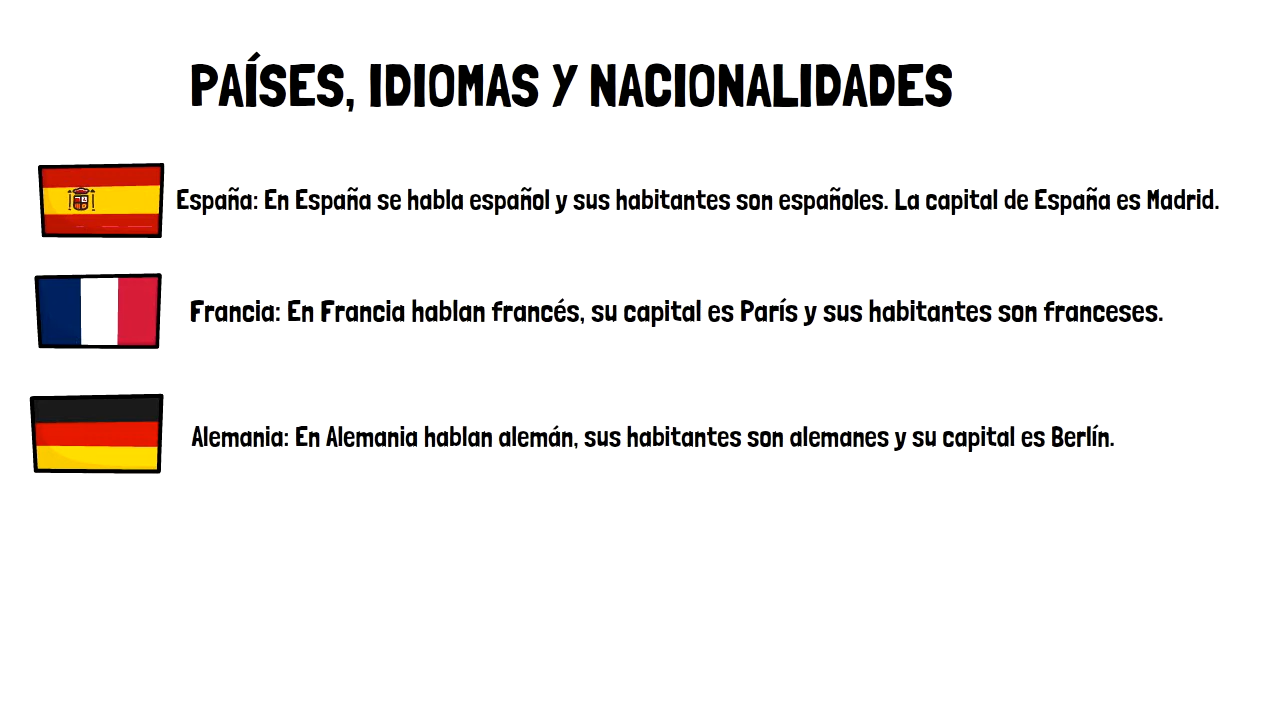 PAÍSES, IDIOMAS Y NACIONALIDADES
España: En España se habla español y sus habitantes son españoles. La capital de España es Madrid.
Francia: En Francia hablan francés, su capital es París y sus habitantes son franceses.
Alemania: En Alemania hablan alemán, sus habitantes son alemanes y su capital es Berlín.